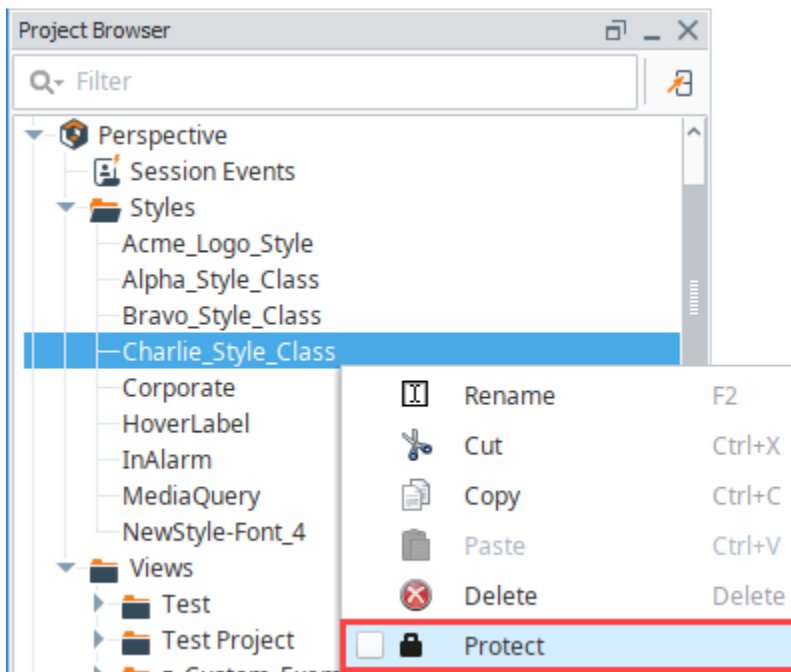 Project Browser
Filter
Perspective
Session Events
Styles
Acme_Logo_Style
Alpha_Style_Class
Bravo_Style_Class
Charlie_Style_Class
Corporate
HoverLabel
InAlarm
MediaQuery
NewStyle-Font_4
Views
Test
Test Project
Rename F2
Cut Ctrl+X
Copy Ctrl+C
Paste Ctrl+V
Delete Delete
Protect